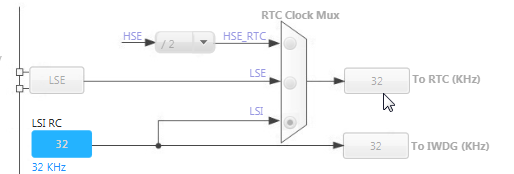 RTC Clock Mux
HSE
/ 2
HSE_RTC
LSE
LSE
32
To RTC (KHz)
LSI
LSI RC
32
32
To IWDG (KHz)
32 KHz